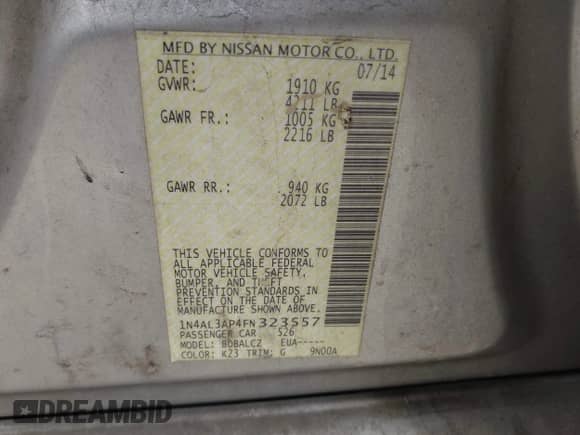 MFD BY NISSAN MOTOR CO., LTD.
DATE: 07/14
GVWR: 1910 KG
4211 LB
GAWR FR.: 1005 KG
2216 LB
GAWR RR.: 940 KG
2072 LB
THIS VEHICLE CONFORMS TO
ALL APPLICABLE FEDERAL
MOTOR VEHICLE SAFETY,
BUMPER, AND THEFT
PREVENTION STANDARDS IN
EFFECT ON THE DATE OF
MANUFACTURE SHOWN ABOVE.
1N4AL3AP4FN323557
PASSENGER CAR 526
MODEL: BDBALCZ EUA-----
COLOR: KZ3 TRIM: G 9N00A
DREAMBID